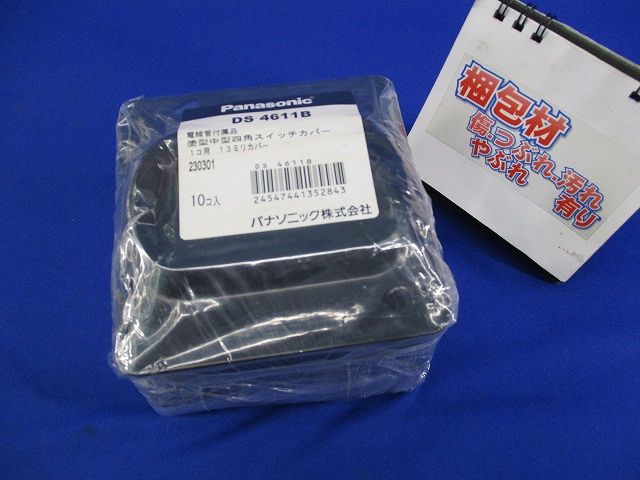 Panasonic
DS 4611B
電線管付属品
塗型中型四角スイッチカバー
1コ用 13ミリカバー
230301
DS 4611B
10コ入
24547441352843
パナソニック株式会社
梱包材
傷、つぶれ、汚れ
やぶれ 有り